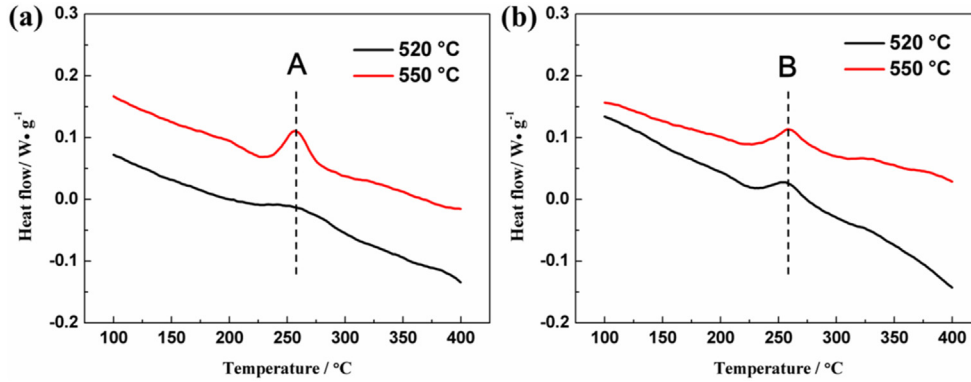 (a)
0.3
0.2
0.1
0.0
-0.1
-0.2
Heat flow/ W• g-1
520 °C
550 °C
A
100 150 200 250 300 350 400
Temperature / °C
(b)
0.3
0.2
0.1
0.0
-0.1
-0.2
Heat flow/ W• g-1
520 °C
550 °C
B
100 150 200 250 300 350 400
Temperature / °C